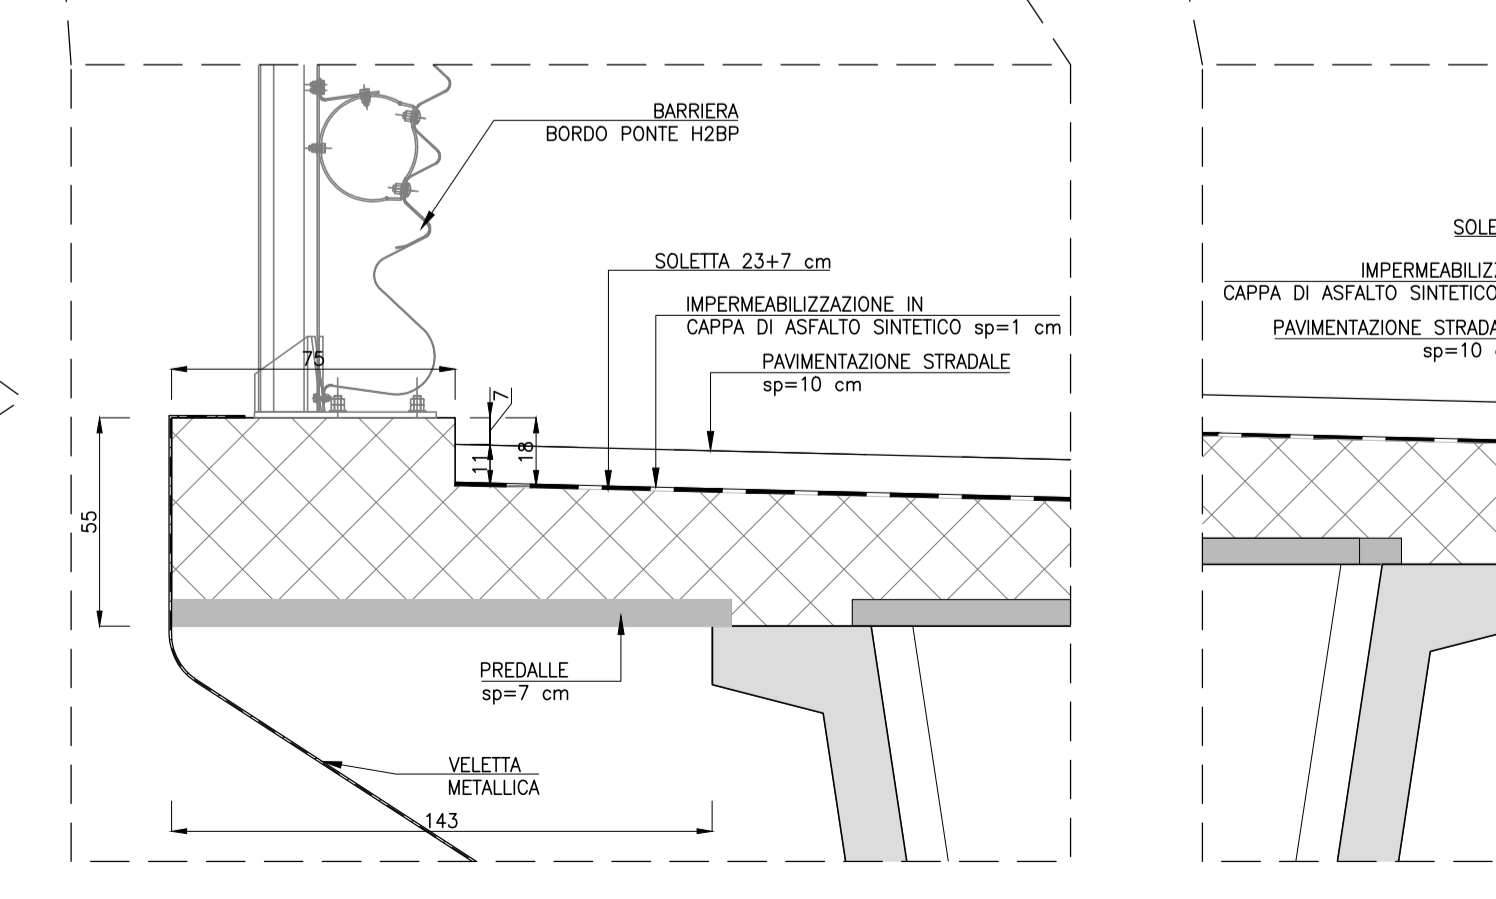 BARRIERA
BORDO PONTE H2BP
SOLETTA 23+7 cm
IMPERMEABILIZZAZIONE IN
CAPPA DI ASFALTO SINTETICO sp=1 cm
PAVIMENTAZIONE STRADALE
sp=10 cm
75
7
18
11
55
PREDALLE
sp=7 cm
VELETTA
METALLICA
143
SOLE
IMPERMEABILIZZ
CAPPA DI ASFALTO SINTETICO
PAVIMENTAZIONE STRADA
sp=10